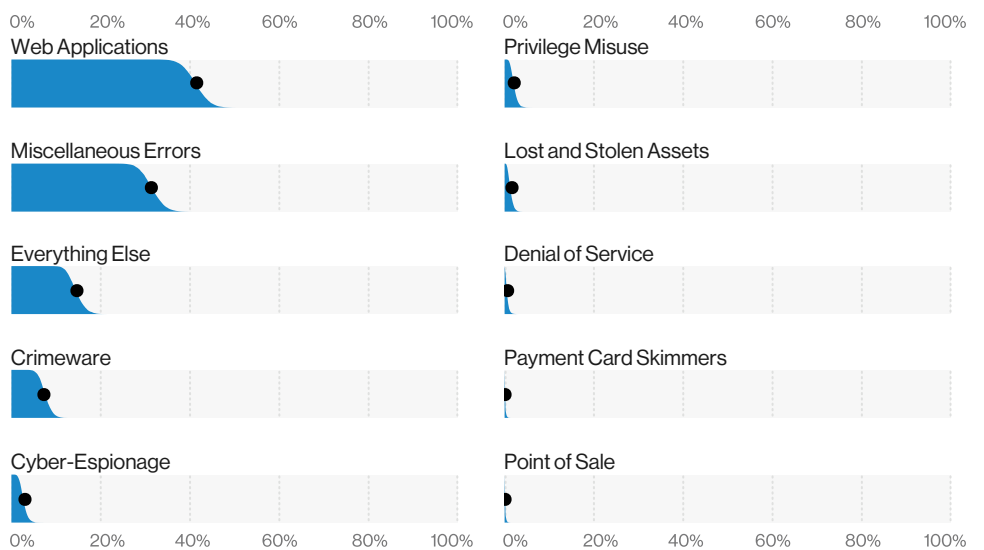 0% 20% 40% 60% 80% 100% 0% 20% 40% 60% 80% 100%
Web Applications
Privilege Misuse
Miscellaneous Errors
Lost and Stolen Assets
Everything Else
Denial of Service
Crimeware
Payment Card Skimmers
Cyber-Espionage
Point of Sale
0% 20% 40% 60% 80% 100% 0% 20% 40% 60% 80% 100%